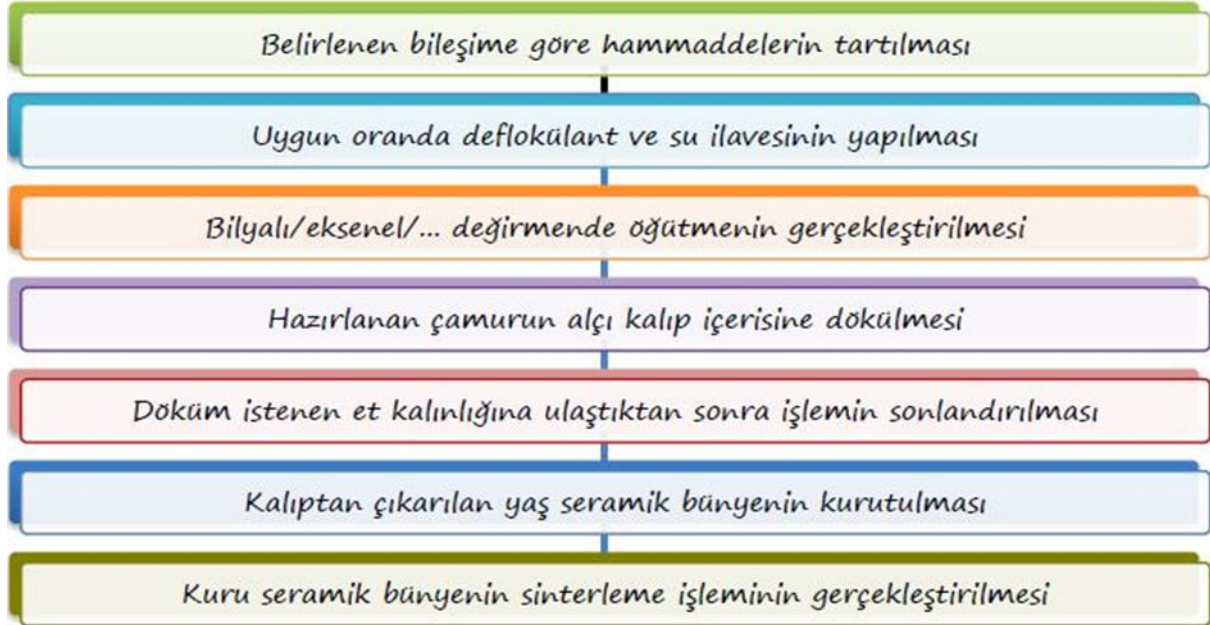 Belirlenen bileşime göre hammaddelerin tartılması
Uygun oranda deflokülant ve su ilavesinin yapılması
Bilyalı/eksenel/... değirmende öğütmenin gerçekleştirilmesi
Hazırlanan çamurun alçı kalıp içerisine dökülmesi
Döküm istenen et kalınlığına ulaştıktan sonra işlemin sonlandırılması
Kalıptan çıkarılan yaş seramik bünyenin kurutulması
Kuru seramik bünyenin sinterleme işleminin gerçekleştirilmesi